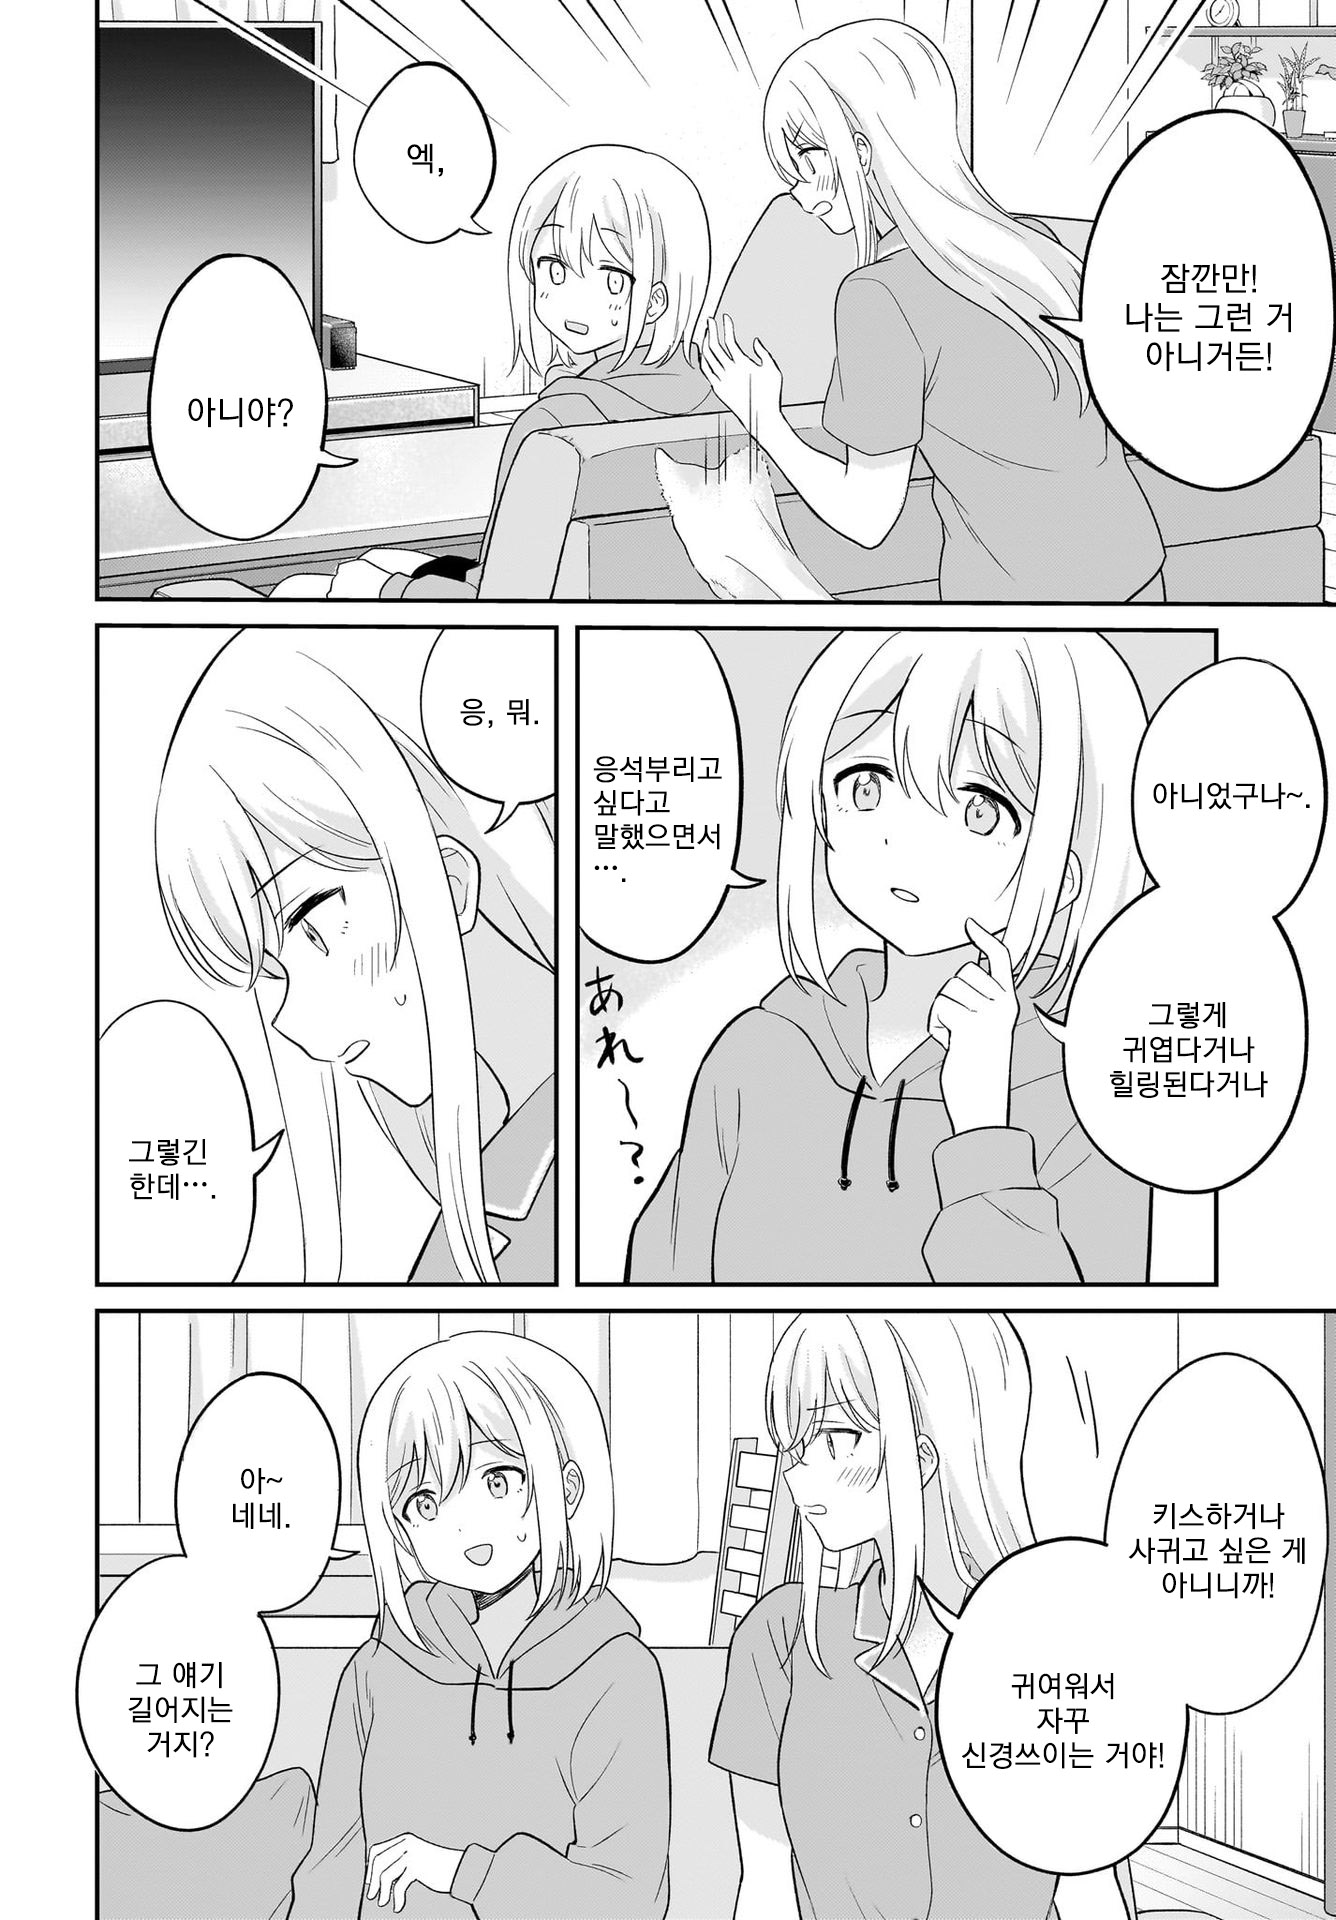 잠깐만!
나는 그런 거
아니거든!
엑,
아니야?
아니었구나~.
그렇게
귀엽다거나
힐링된다거나
응석부리고
싶다고
말했으면서
….
あれ〜?
응, 뭐.
그렇긴
한데….
키스하거나
사귀고 싶은 게
아니니까!
귀여워서
자꾸
신경쓰이는 거야!
아~
네네.
그 얘기
길어지는
거지?